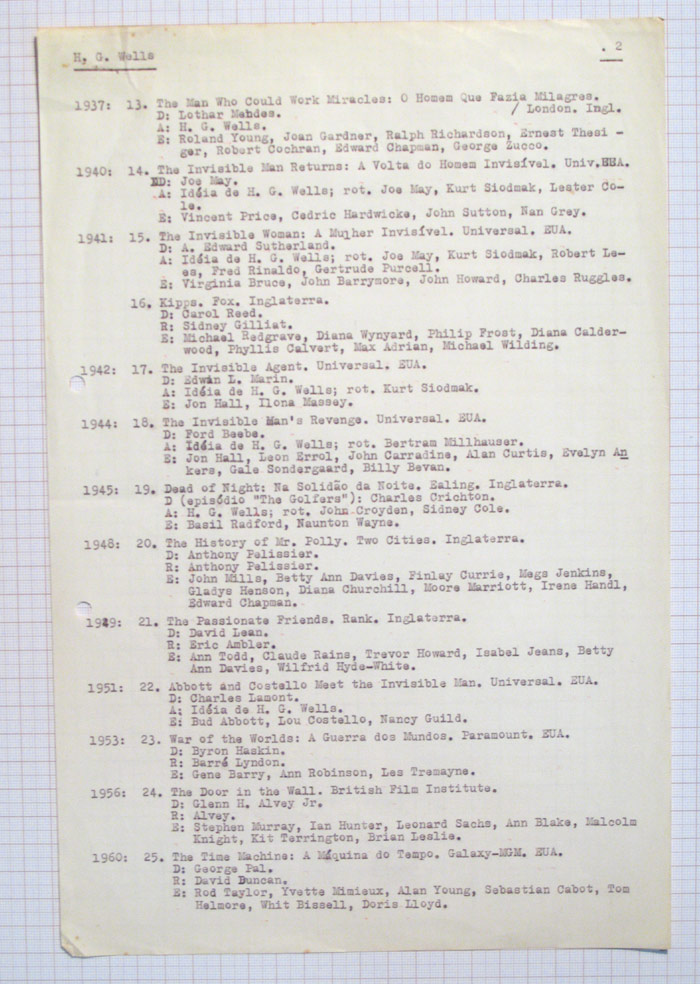 H. G. Wells
. 2
1937: 13. The Man Who Could Work Miracles: O Homem Que Fazia Milagres.
D: Lothar Mehdes. / London. Ingl.
A: H. G. Wells.
E: Roland Young, Joan Gardner, Ralph Richardson, Ernest Thesi -
ger, Robert Cochran, Edward Chapman, George Zucco.
1940: 14. The Invisible Man Returns: A Volta do Homem Invisível. Univ.EUA.
D: Joe May.
A: Idéia de H. G. Wells; rot. Joe May, Kurt Siodmak, Lester Co-
le.
E: Vincent Price, Cedric Hardwicke, John Sutton, Nan Grey.
1941: 15. The Invisible Woman: A Mulher Invisível. Universal. EUA.
D: A. Edward Sutherland.
A: Idéia de H. G. Wells; rot. Joe May, Kurt Siodmak, Robert Le-
es, Fred Rinaldo, Gertrude Purcell.
E: Virginia Bruce, John Barrymore, John Howard, Charles Ruggles.
16. Kipps. Fox. Inglaterra.
D: Carol Reed.
R: Sidney Gilliat.
E: Michael Redgrave, Diana Wynyard, Philip Frost, Diana Calder-
wood, Phyllis Calvert, Max Adrian, Michael Wilding.
1942: 17. The Invisible Agent. Universal. EUA.
D: Edwin L. Marin.
A: Idéia de H. G. Wells; rot. Kurt Siodmak.
E: Jon Hall, Ilona Massey.
1944: 18. The Invisible Man's Revenge. Universal. EUA.
D: Ford Beebe.
A: Idéia de H. G. Wells; rot. Bertram Millhauser.
E: Jon Hall, Leon Errol, John Carradine, Alan Curtis, Evelyn An
kers, Gale Sondergaard, Billy Bevan.
1945: 19. Dead of Night: Na Solidão da Noite. Ealing. Inglaterra.
D (episódio "The Golfers"): Charles Crichton.
A: H. G. Wells; rot. John Croyden, Sidney Cole.
E: Basil Radford, Naunton Wayne.
1948: 20. The History of Mr. Polly. Two Cities. Inglaterra.
D: Anthony Pelissier.
R: Anthony Pelissier.
E: John Mills, Betty Ann Davies, Finlay Currie, Megs Jenkins,
Gladys Henson, Diana Churchill, Moore Marriott, Irene Handl,
Edward Chapman.
1949: 21. The Passionate Friends. Rank. Inglaterra.
D: David Lean.
R: Eric Ambler.
E: Ann Todd, Claude Rains, Trevor Howard, Isabel Jeans, Betty
Ann Davies, Wilfrid Hyde-White.
1951: 22. Abbott and Costello Meet the Invisible Man. Universal. EUA.
D: Charles Lamont.
A: Idéia de H. G. Wells.
E: Bud Abbott, Lou Costello, Nancy Guild.
1953: 23. War of the Worlds: A Guerra dos Mundos. Paramount. EUA.
D: Byron Haskin.
R: Barré Lyndon.
E: Gene Barry, Ann Robinson, Les Tremayne.
1956: 24. The Door in the Wall. British Film Institute.
D: Glenn H. Alvey Jr.
R: Alvey.
E: Stephen Murray, Ian Hunter, Leonard Sachs, Ann Blake, Malcolm
Knight, Kit Terrington, Brian Leslie.
1960: 25. The Time Machine: A Máquina do Tempo. Galaxy-MGM. EUA.
D: George Pal.
R: David Duncan.
E: Rod Taylor, Yvette Mimieux, Alan Young, Sebastian Cabot, Tom
Helmore, Whit Bissell, Doris Lloyd.